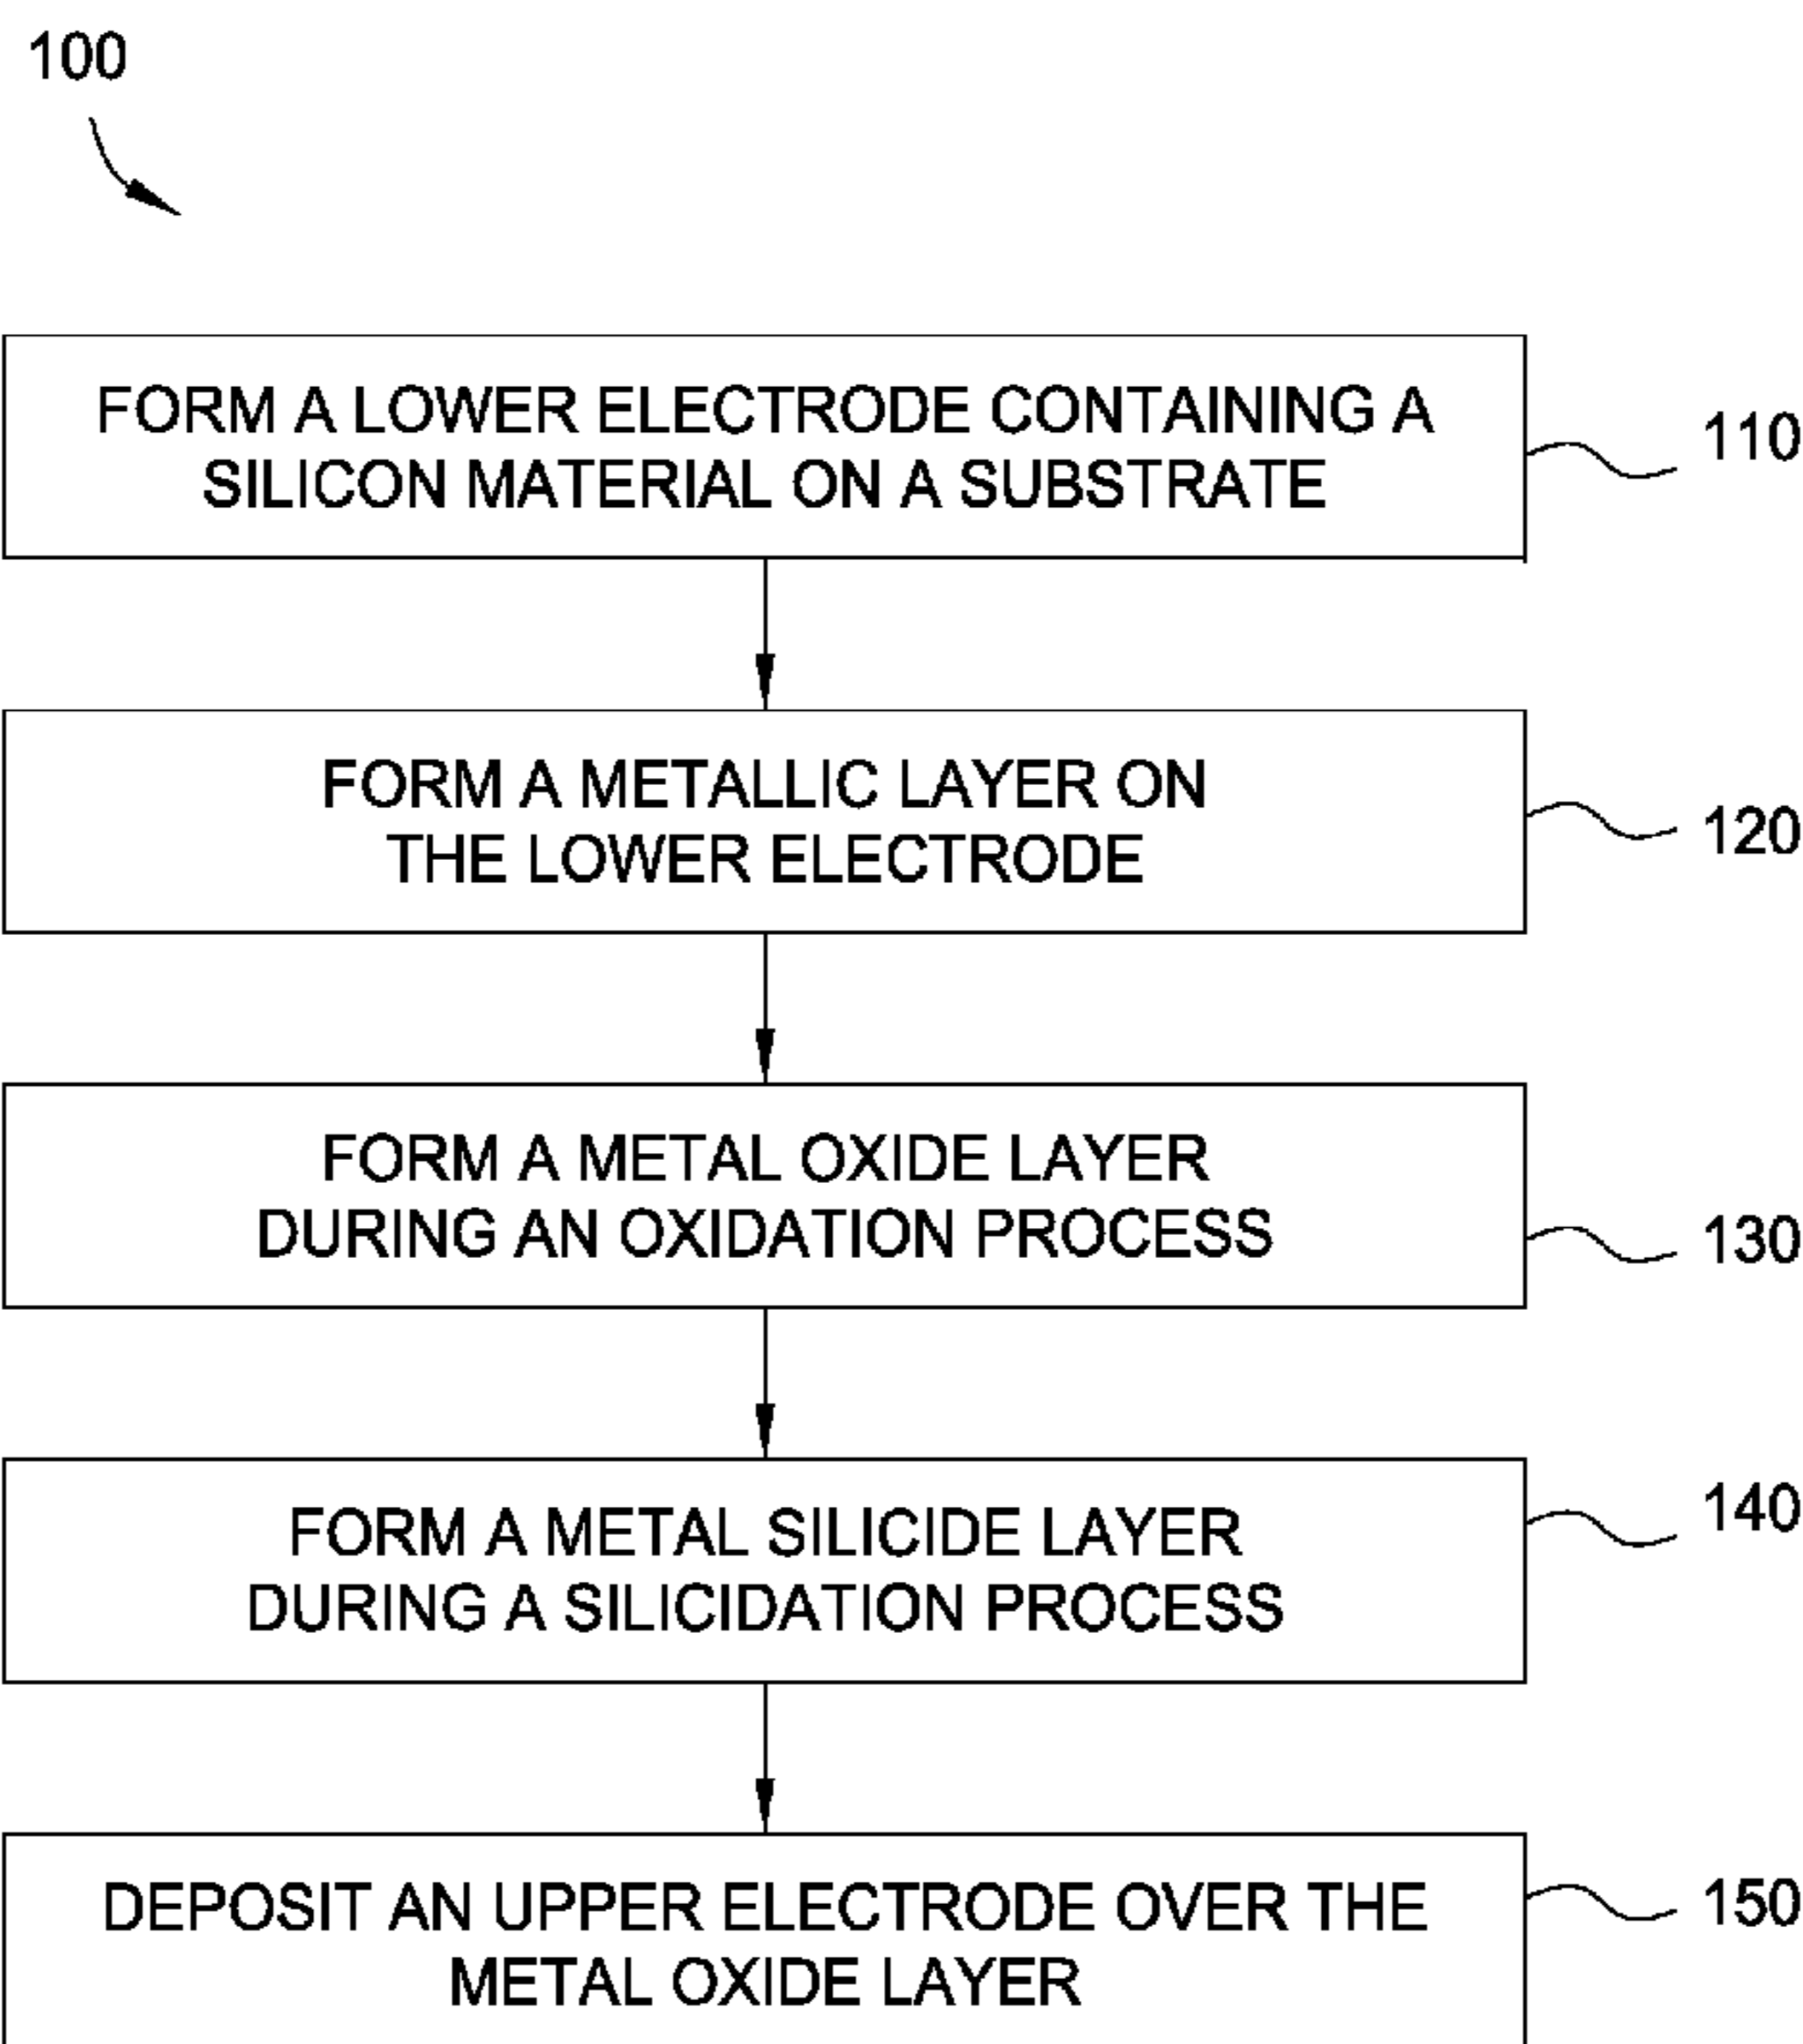 100
FORM A LOWER ELECTRODE CONTAINING A
SILICON MATERIAL ON A SUBSTRATE
110
FORM A METALLIC LAYER ON
THE LOWER ELECTRODE
120
FORM A METAL OXIDE LAYER
DURING AN OXIDATION PROCESS
130
FORM A METAL SILICIDE LAYER
DURING A SILICIDATION PROCESS
140
DEPOSIT AN UPPER ELECTRODE OVER THE
METAL OXIDE LAYER
150